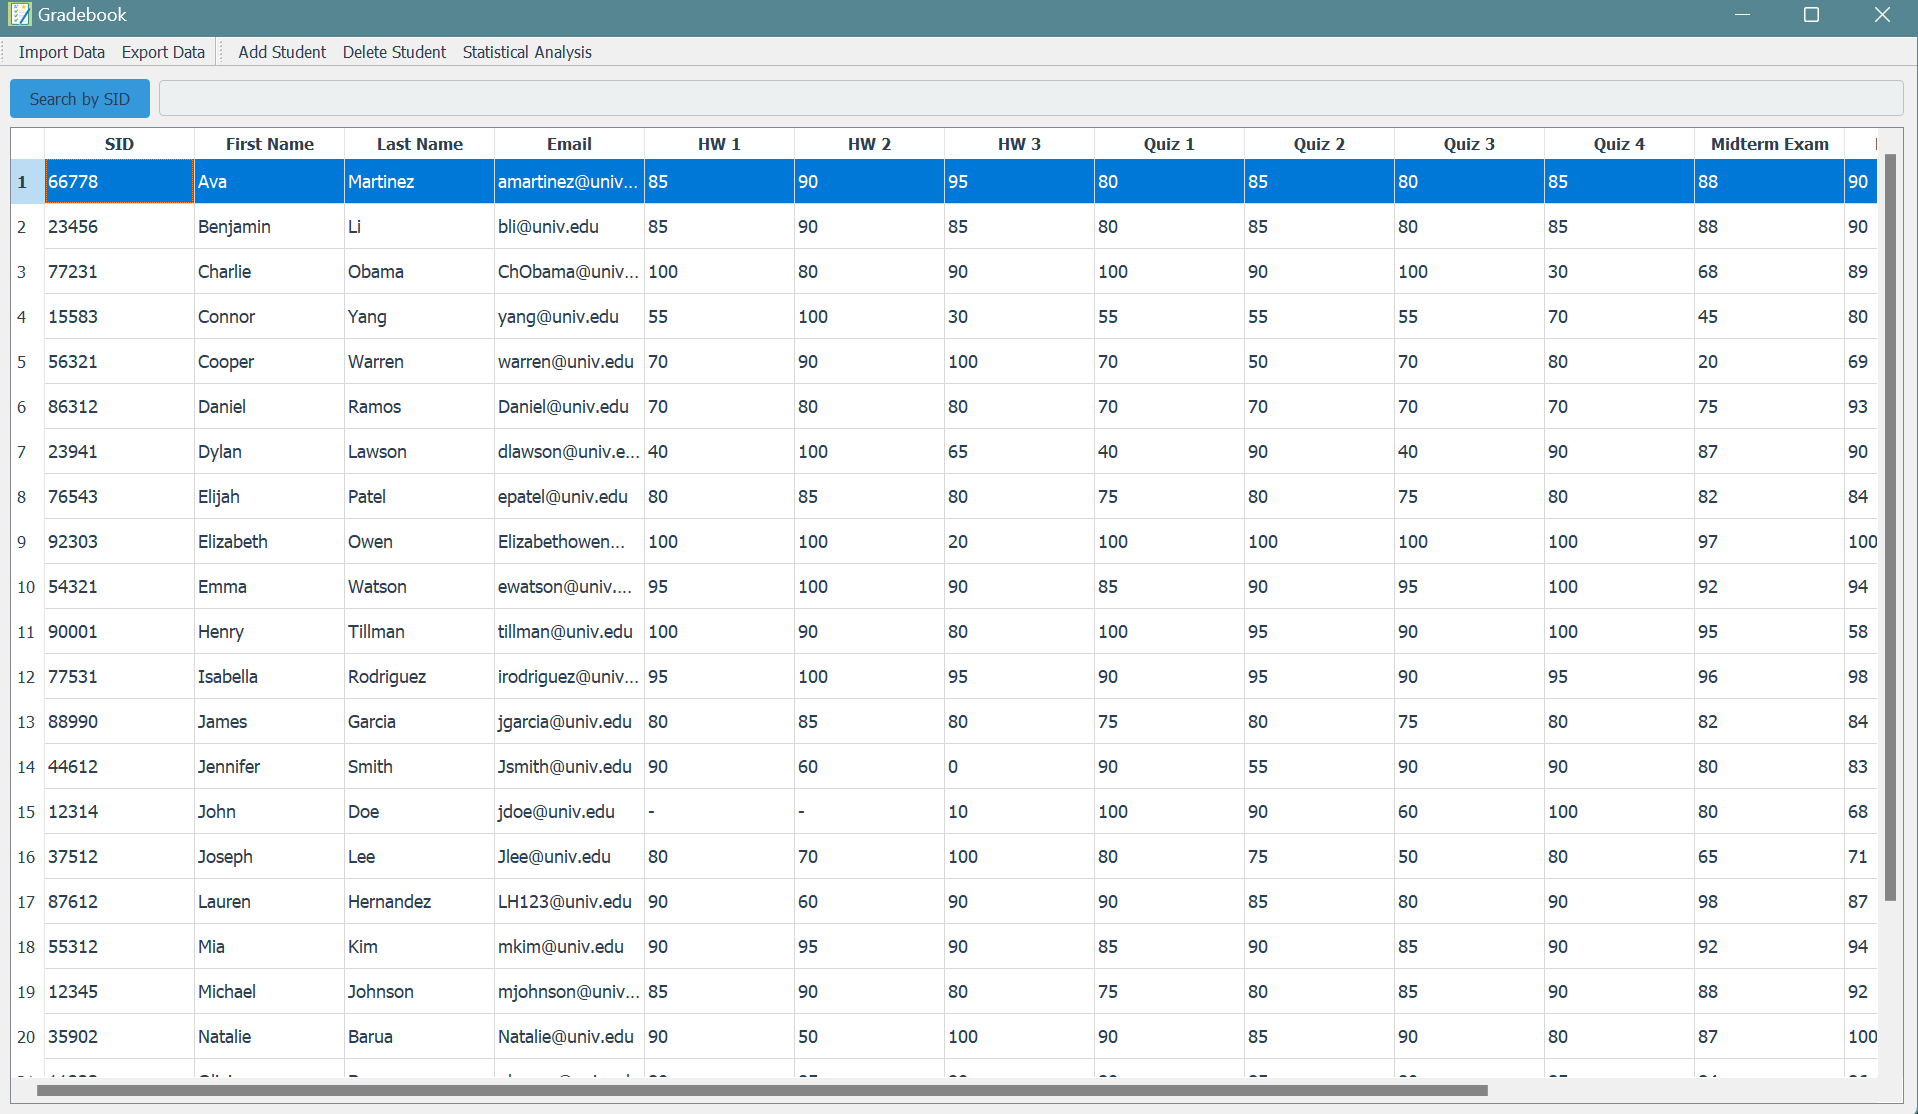 Gradebook
Import Data Export Data Add Student Delete Student Statistical Analysis
Search by SID
SID First Name Last Name Email HW 1 HW 2 HW 3 Quiz 1 Quiz 2 Quiz 3 Quiz 4 Midterm Exam
1 66778 Ava Martinez amartinez@univ... 85 90 95 80 85 80 85 88 90
2 23456 Benjamin Li bli@univ.edu 85 90 85 80 85 80 85 88 90
3 77231 Charlie Obama ChObama@univ... 100 80 90 100 90 100 30 68 89
4 15583 Connor Yang yang@univ.edu 55 100 30 55 55 55 70 45 80
5 56321 Cooper Warren warren@univ.edu 70 90 100 70 50 70 80 20 69
6 86312 Daniel Ramos Daniel@univ.edu 70 80 80 70 70 70 70 75 93
7 23941 Dylan Lawson dlawson@univ.e... 40 100 65 40 90 40 90 87 90
8 76543 Elijah Patel epatel@univ.edu 80 85 80 75 80 75 80 82 84
9 92303 Elizabeth Owen Elizabethowen... 100 100 20 100 100 100 100 97 100
10 54321 Emma Watson ewatson@univ.... 95 100 90 85 90 95 100 92 94
11 90001 Henry Tillman tillman@univ.edu 100 90 80 100 95 90 100 95 58
12 77531 Isabella Rodriguez irodriguez@univ... 95 100 95 90 95 90 95 96 98
13 88990 James Garcia jgarcia@univ.edu 80 85 80 75 80 75 80 82 84
14 44612 Jennifer Smith Jsmith@univ.edu 90 60 0 90 55 90 90 80 83
15 12314 John Doe jdoe@univ.edu - - 10 100 90 60 100 80 68
16 37512 Joseph Lee Jlee@univ.edu 80 70 100 80 75 50 80 65 71
17 87612 Lauren Hernandez LH123@univ.edu 90 60 90 90 85 80 90 98 87
18 55312 Mia Kim mkim@univ.edu 90 95 90 85 90 85 90 92 94
19 12345 Michael Johnson mjohnson@univ... 85 90 80 75 80 85 90 88 92
20 35902 Natalie Barua Natalie@univ.edu 90 50 100 90 85 90 80 87 100